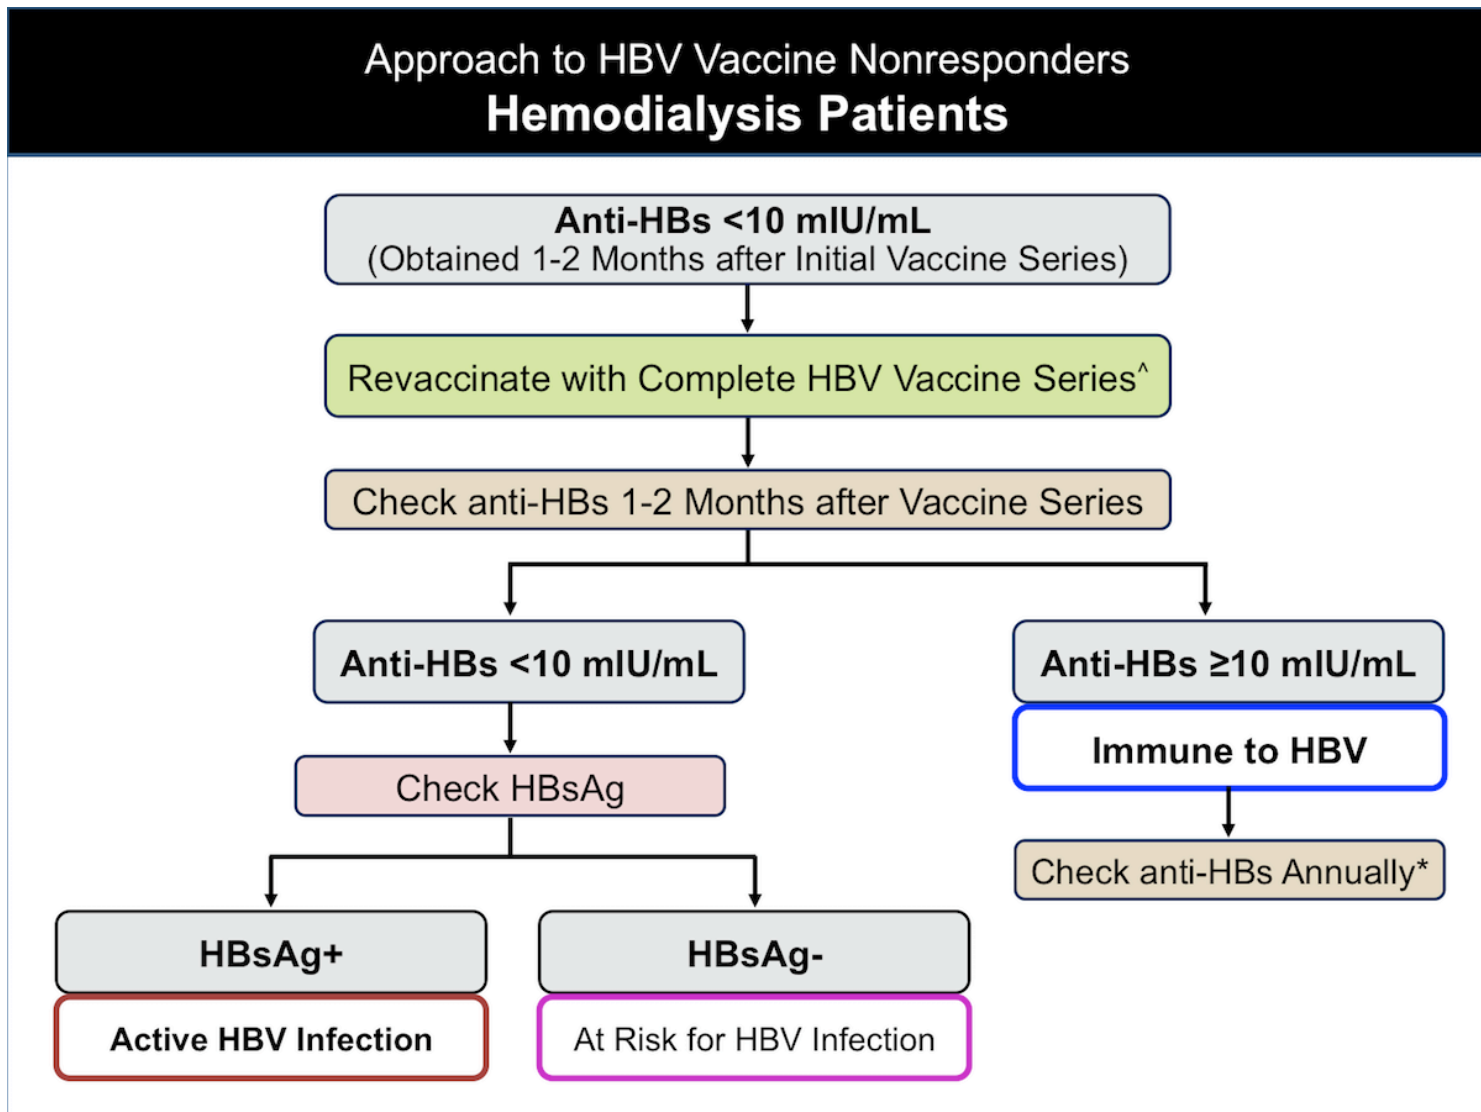 Approach to HBV Vaccine Nonresponders
Hemodialysis Patients
Anti-HBs <10 mIU/mL
(Obtained 1-2 Months after Initial Vaccine Series)
Revaccinate with Complete HBV Vaccine Series^
Check anti-HBs 1-2 Months after Vaccine Series
Anti-HBs <10 mIU/mL
Anti-HBs ≥10 mIU/mL
Immune to HBV
Check HBsAg
Check anti-HBs Annually*
HBsAg+
HBsAg-
Active HBV Infection
At Risk for HBV Infection